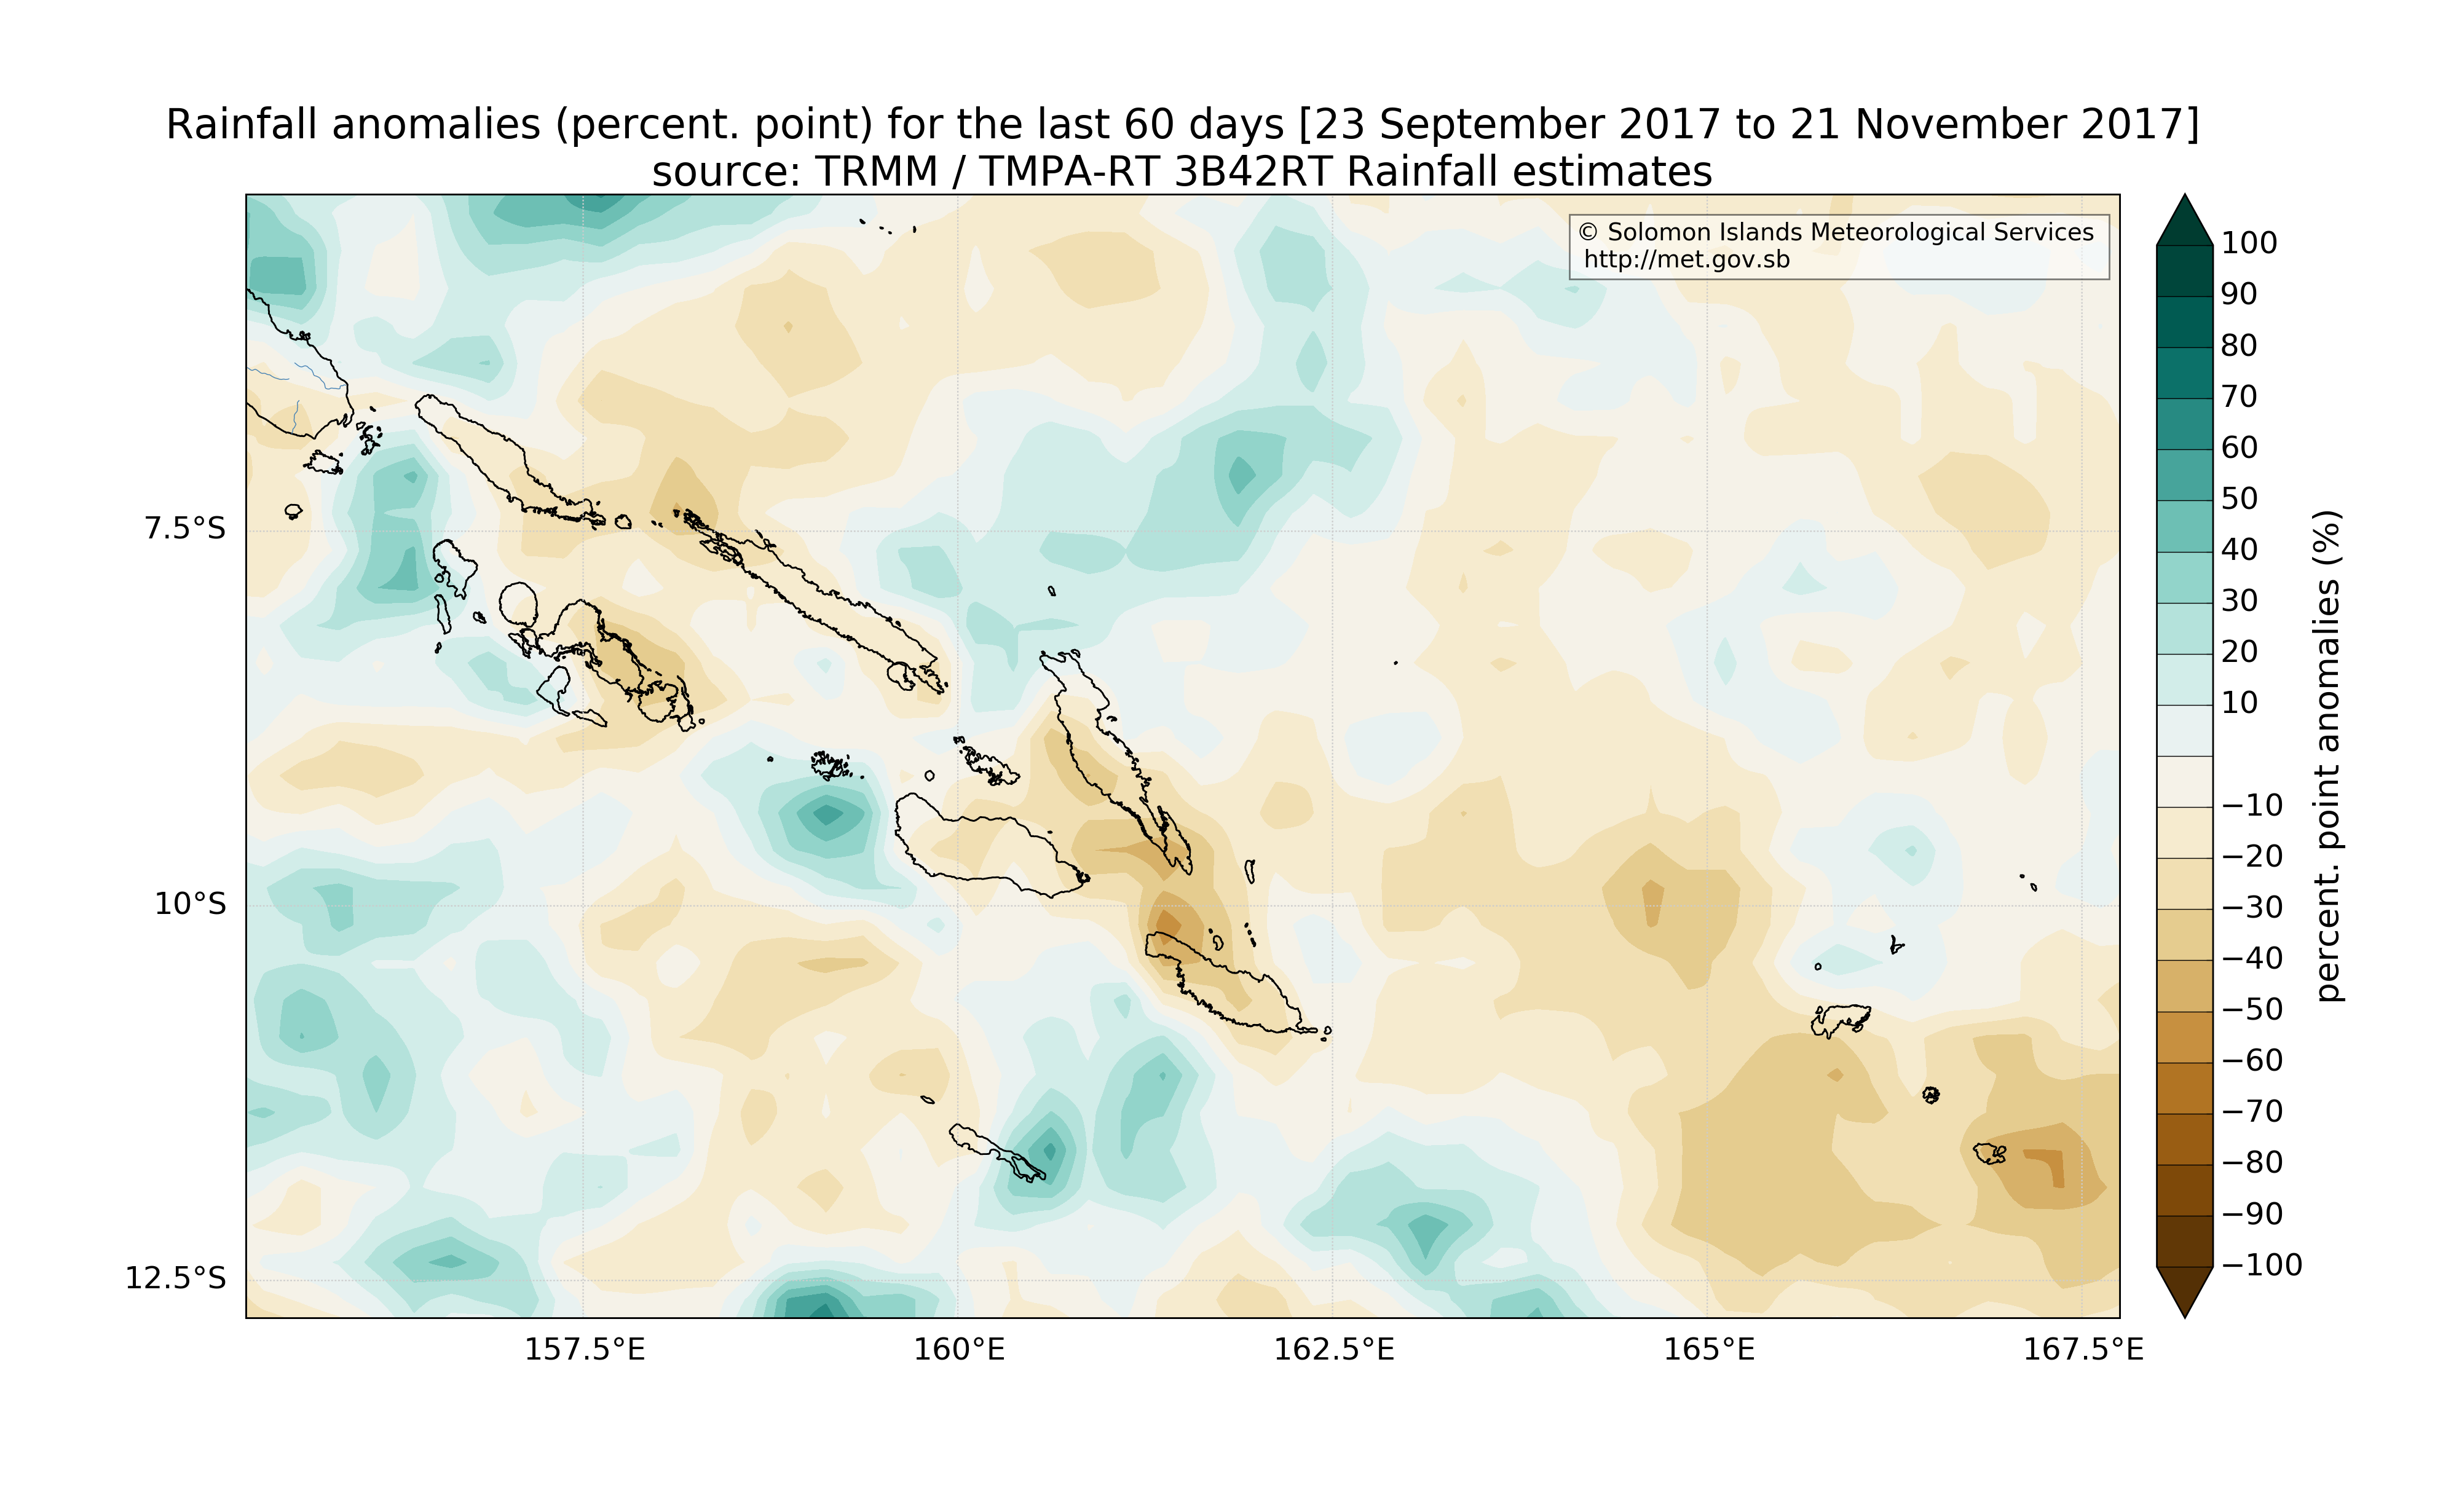 Rainfall anomalies (percent. point) for the last 60 days [23 September 2017 to 21 November 2017]
source: TRMM / TMPA-RT 3B42RT Rainfall estimates
© Solomon Islands Meteorological Services
http://met.gov.sb
7.5°S
10°S
12.5°S
157.5°E
160°E
162.5°E
165°E
167.5°E
100
90
80
70
60
50
40
30
20
10
−10
−20
−30
−40
−50
−60
−70
−80
−90
−100
percent. point anomalies (%)